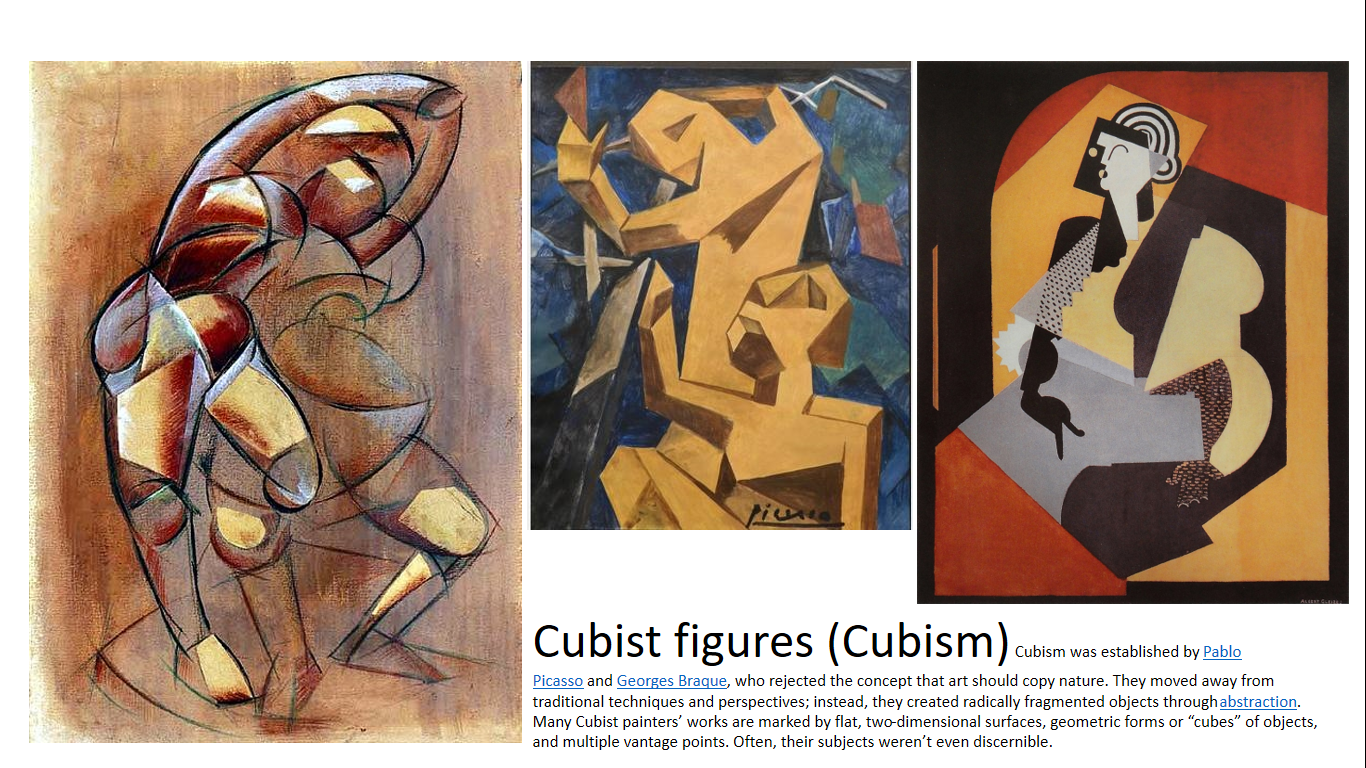 Picasso
ALBERT GLEIZES
Cubist figures (Cubism) Cubism was established by Pablo
Picasso and Georges Braque, who rejected the concept that art should copy nature. They moved away from
traditional techniques and perspectives; instead, they created radically fragmented objects throughabstraction.
Many Cubist painters’ works are marked by flat, two-dimensional surfaces, geometric forms or “cubes” of objects,
and multiple vantage points. Often, their subjects weren’t even discernible.